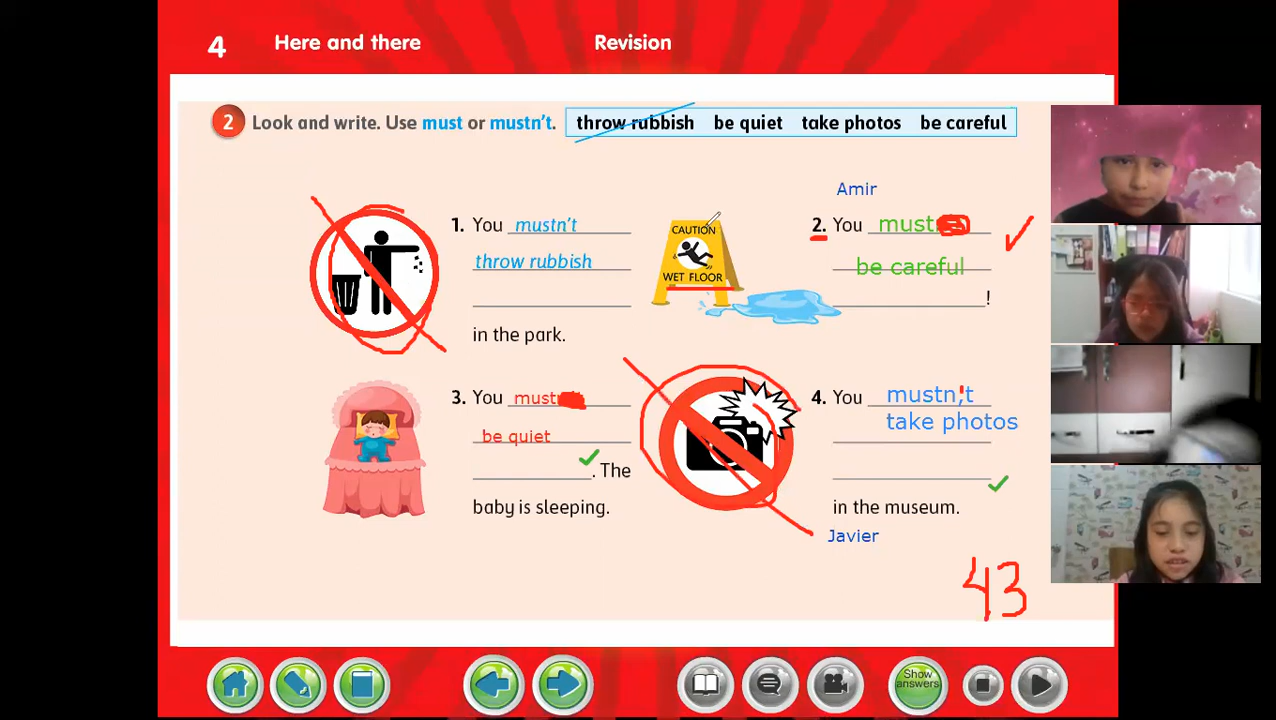 4 Here and there Revision
2 Look and write. Use must or mustn't. throw rubbish be quiet take photos be careful
Amir
1. You mustn't
throw rubbish
in the park.
CAUTION
WET FLOOR
2. You must
be careful
!
3. You must
be quiet
. The
baby is sleeping.
4. You mustn,'t
take photos
in the museum.
Javier
43
Show
answers